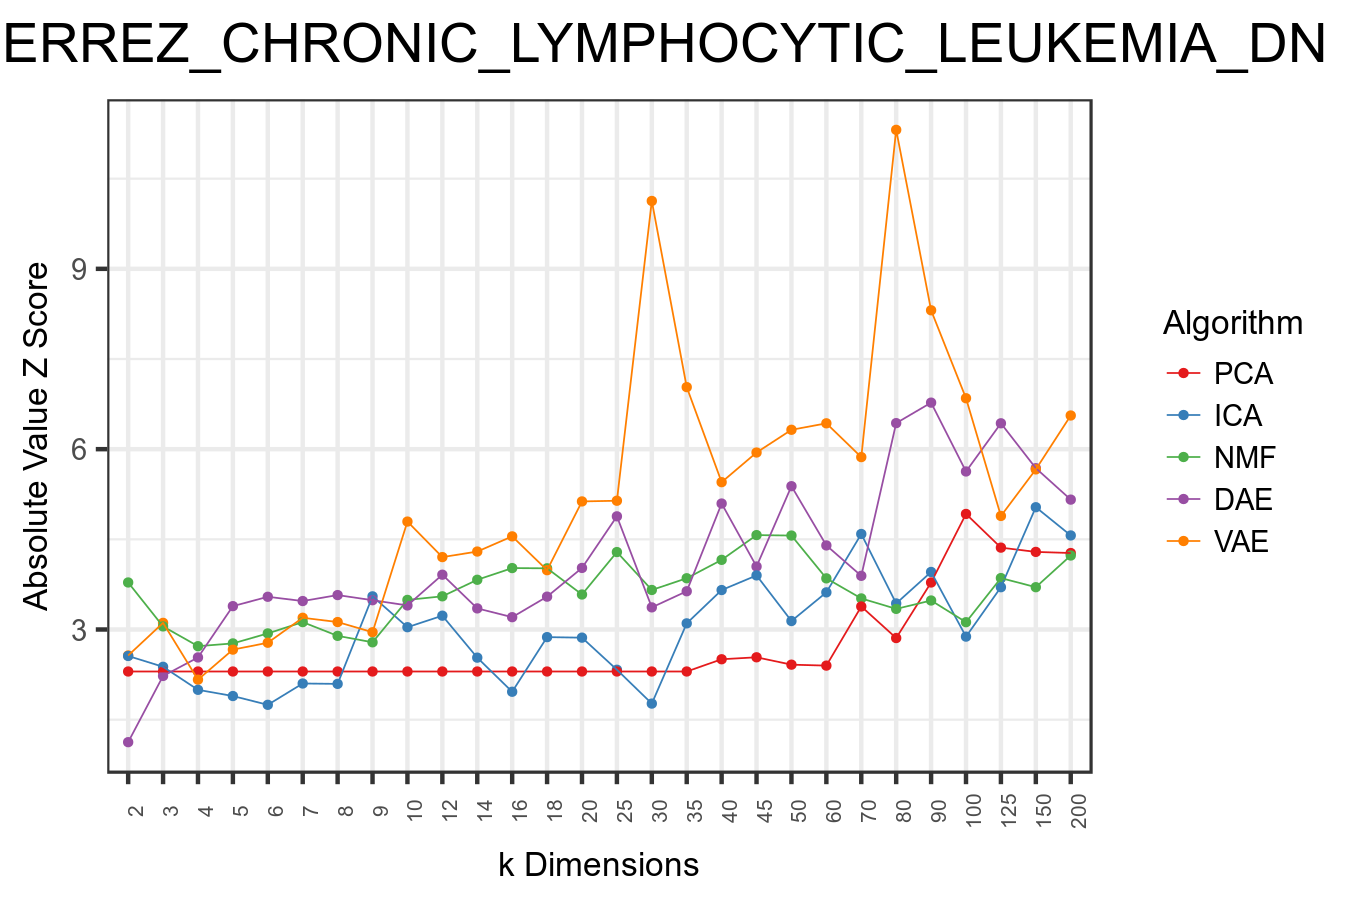 ERREZ_CHRONIC_LYMPHOCYTIC_LEUKEMIA_DN
Absolute Value Z Score
9
6
3
2 3 4 5 6 7 8 9 10 12 14 16 18 20 25 30 35 40 45 50 60 70 80 90 100 125 150 200
k Dimensions
Algorithm
PCA
ICA
NMF
DAE
VAE